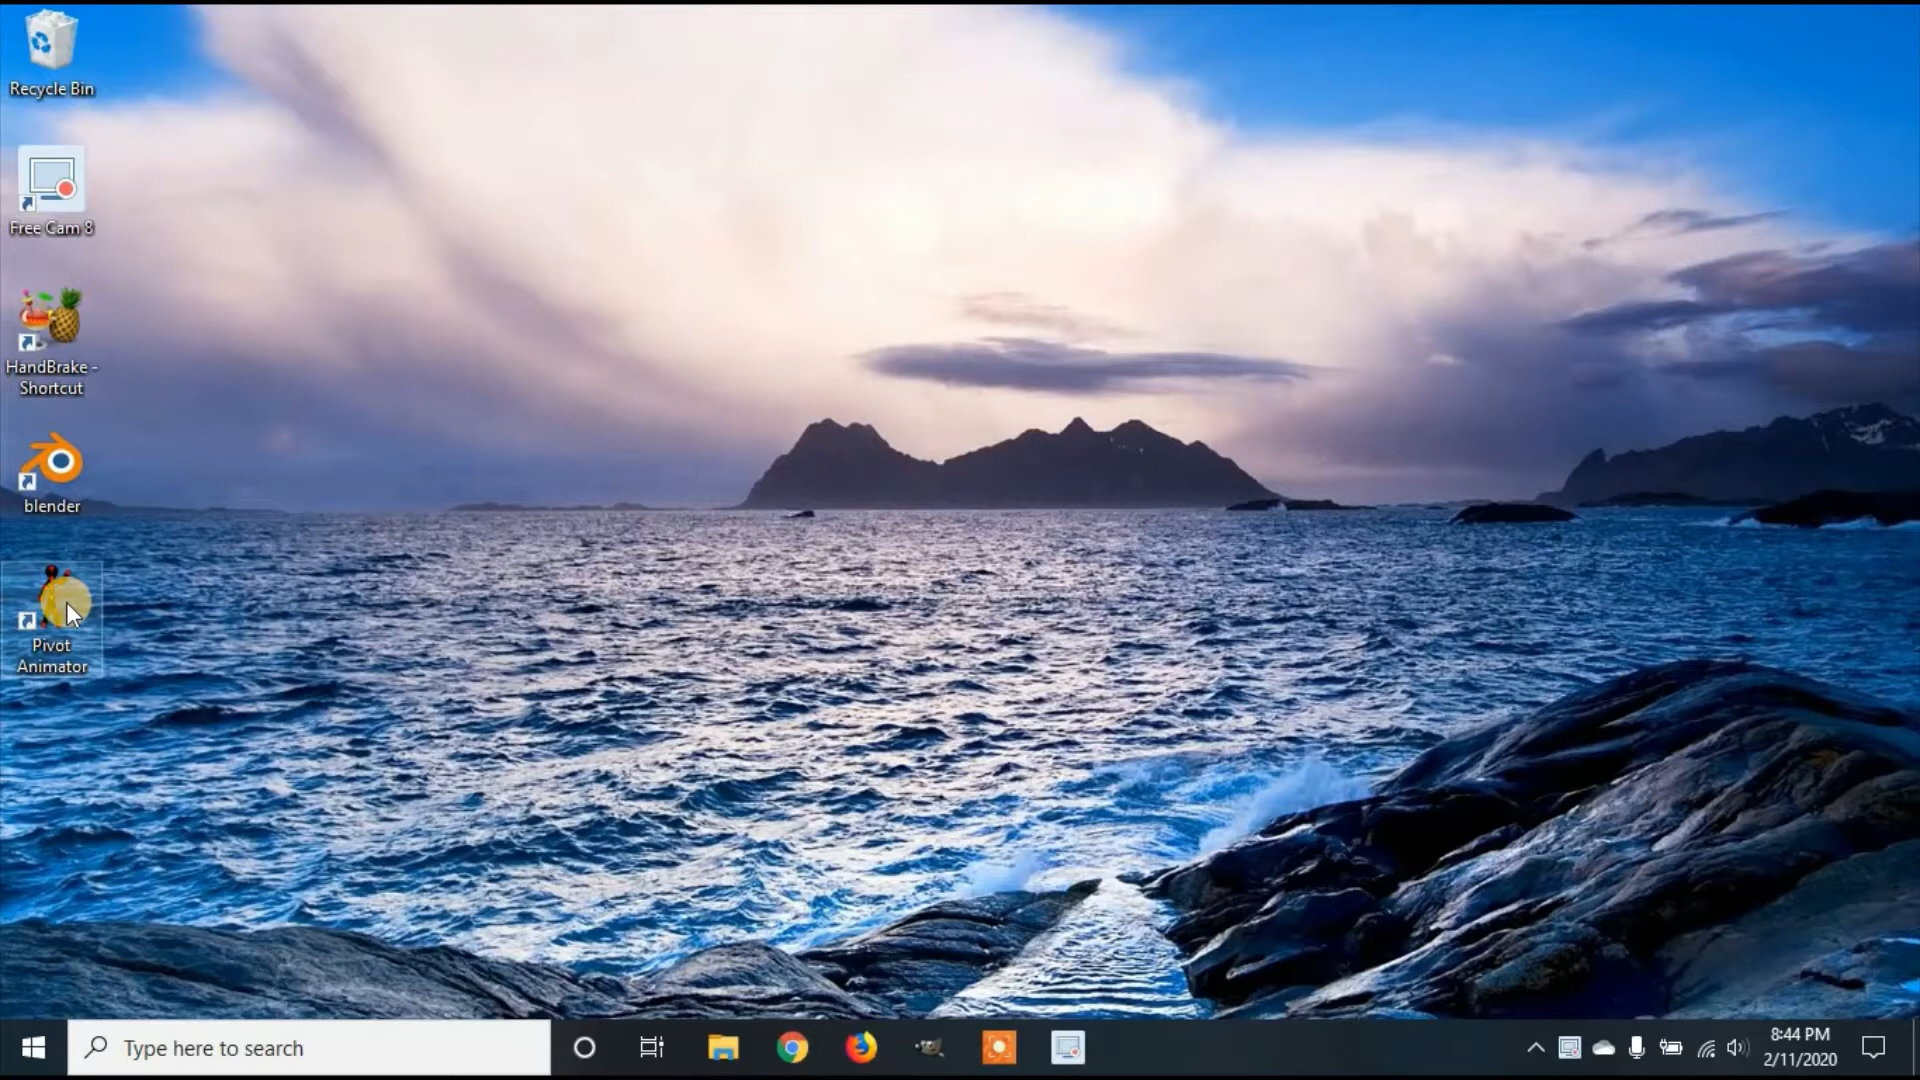 Recycle Bin
Free Cam 8
HandBrake -
Shortcut
blender
Pivot
Animator
Type here to search
8:44 PM
2/11/2020